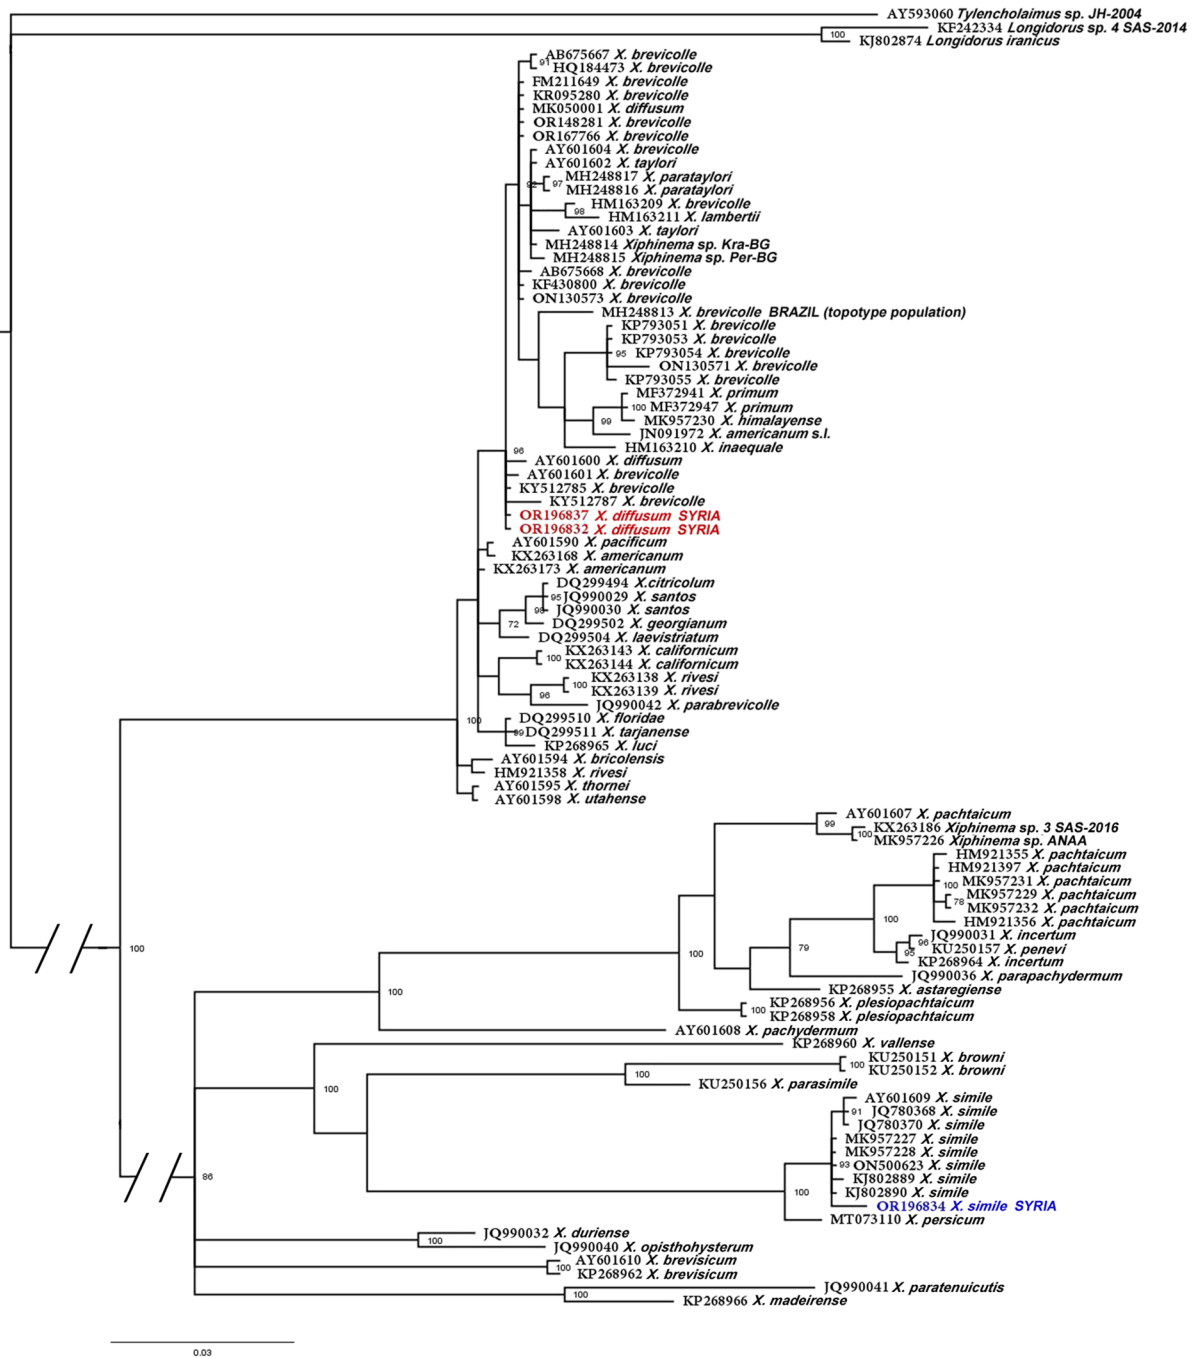 AY593060 Tylencholaimus sp. JH-2004
KF242334 Longidorus sp. 4 SAS-2014
100
KJ802874 Longidorus iranicus
AB675667 X. brevicolle
91
HQ184473 X. brevicolle
FM211649 X. brevicolle
KR095280 X. brevicolle
MK050001 X. diffusum
OR148281 X. brevicolle
OR167766 X. brevicolle
AY601604 X. brevicolle
AY601602 X. taylori
MH248817 X. parataylori
92 97
MH248816 X. parataylori
HM163209 X. brevicolle
98
HM163211 X. lambertii
AY601603 X. taylori
MH248814 Xiphinema sp. Kra-BG
MH248815 Xiphinema sp. Per-BG
AB675668 X. brevicolle
KF430800 X. brevicolle
ON130573 X. brevicolle
MH248813 X. brevicolle BRAZIL (topotype population)
KP793051 X. brevicolle
KP793053 X. brevicolle
95 KP793054 X. brevicolle
ON130571 X. brevicolle
KP793055 X. brevicolle
MF372941 X. primum
100 MF372947 X. primum
99 MK957230 X. himalayense
JN091972 X. americanum s.l.
HM163210 X. inaequale
96
AY601600 X. diffusum
AY601601 X. brevicolle
KY512785 X. brevicolle
KY512787 X. brevicolle
OR196837 X. diffusum SYRIA
OR196832 X. diffusum SYRIA
AY601590 X. pacificum
KX263168 X. americanum
KX263173 X. americanum
DQ299494 X.citricolum
95 JQ990029 X. santos
98 JQ990030 X. santos
72 DQ299502 X. georgianum
DQ299504 X. laevistriatum
KX263143 X. californicum
100
KX263144 X. californicum
KX263138 X. rivesi
100
KX263139 X. rivesi
96
JQ990042 X. parabrevicolle
100 DQ299510 X. floridae
99 DQ299511 X. tarjanense
KP268965 X. luci
AY601594 X. bricolensis
HM921358 X. rivesi
AY601595 X. thornei
AY601598 X. utahense
AY601607 X. pachtaicum
99
KX263186 Xiphinema sp. 3 SAS-2016
100
MK957226 Xiphinema sp. ANAA
HM921355 X. pachtaicum
HM921397 X. pachtaicum
100 MK957231 X. pachtaicum
MK957229 X. pachtaicum
78
MK957232 X. pachtaicum
100
HM921356 X. pachtaicum
JQ990031 X. incertum
96
79 KU250157 X. penevi
95
100 KP268964 X. incertum
100
JQ990036 X. parapachydermum
KP268955 X. astaregiense
100
KP268956 X. plesiopachtaicum
100
KP268958 X. plesiopachtaicum
AY601608 X. pachydermum
KP268960 X. vallense
KU250151 X. browni
100
KU250152 X. browni
100
100 KU250156 X. parasimile
AY601609 X. simile
91 JQ780368 X. simile
JQ780370 X. simile
MK957227 X. simile
MK957228 X. simile
93 ON500623 X. simile
86
KJ802889 X. simile
100 KJ802890 X. simile
OR196834 X. simile SYRIA
MT073110 X. persicum
JQ990032 X. duriense
100
JQ990040 X. opisthohysterum
AY601610 X. brevisicum
100
KP268962 X. brevisicum
JQ990041 X. paratenuicutis
100
KP268966 X. madeirense
0.03